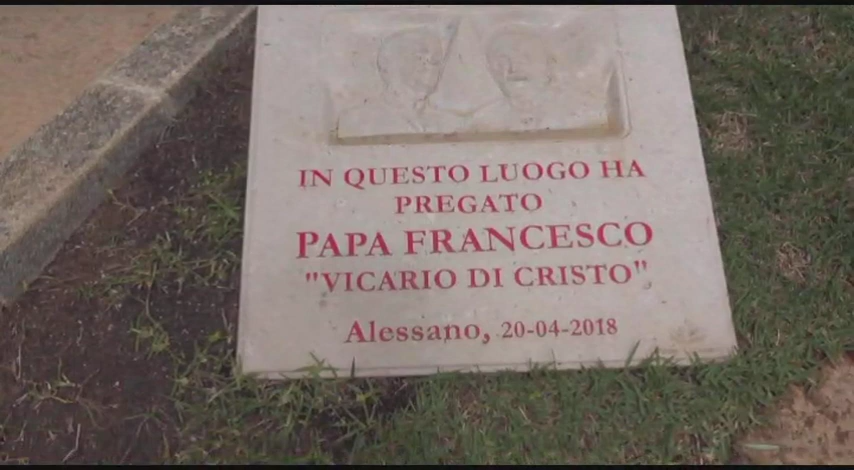 IN QUESTO LUOGO HA
PREGATO
PAPA FRANCESCO
"VICARIO DI CRISTO"
Alessano, 20-04-2018